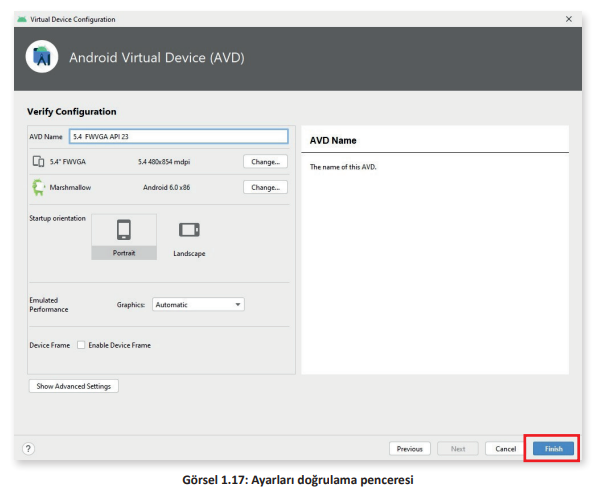 Virtual Device Configuration
Android Virtual Device (AVD)
Verify Configuration
AVD Name 5.4 FWVGA API 23
AVD Name
The name of this AVD.
5.4" FWVGA 5.4 480x854 mdpi Change...
Marshmallow Android 6.0 x86 Change...
Startup orientation
Portrait Landscape
Emulated
Performance
Graphics: Automatic
Device Frame Enable Device Frame
Show Advanced Settings
? Previous Next Cancel Finish
Görsel 1.17: Ayarları doğrulama penceresi